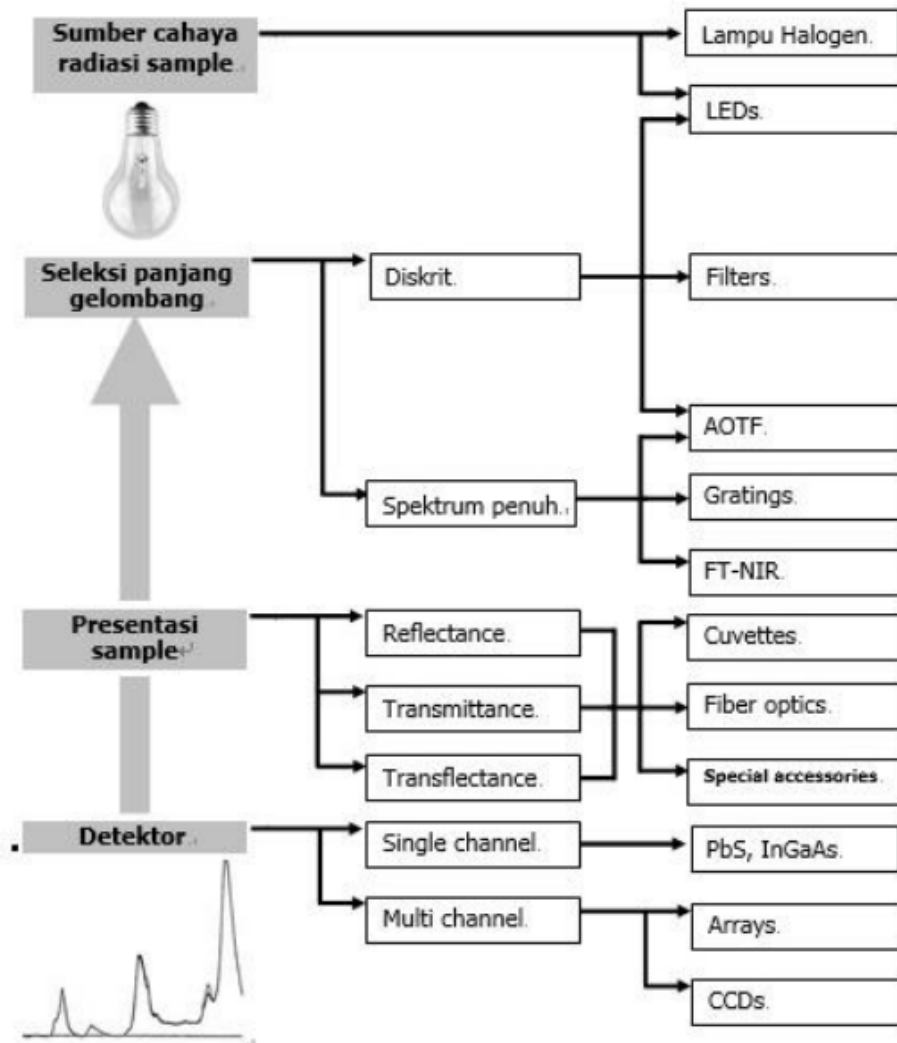 Sumber cahaya
radiasi sample.
Lampu Halogen.
LEDs.
Seleksi panjang
gelombang
Diskrit.
Filters.
AOTF.
Spektrum penuh.
Gratings.
FT-NIR.
Presentasi
sample
Reflectance.
Cuvettes.
Transmittance.
Fiber optics.
Transflectance.
Special accessories.
Detektor
Single channel.
PbS, InGaAs.
Multi channel.
Arrays.
CCDs.